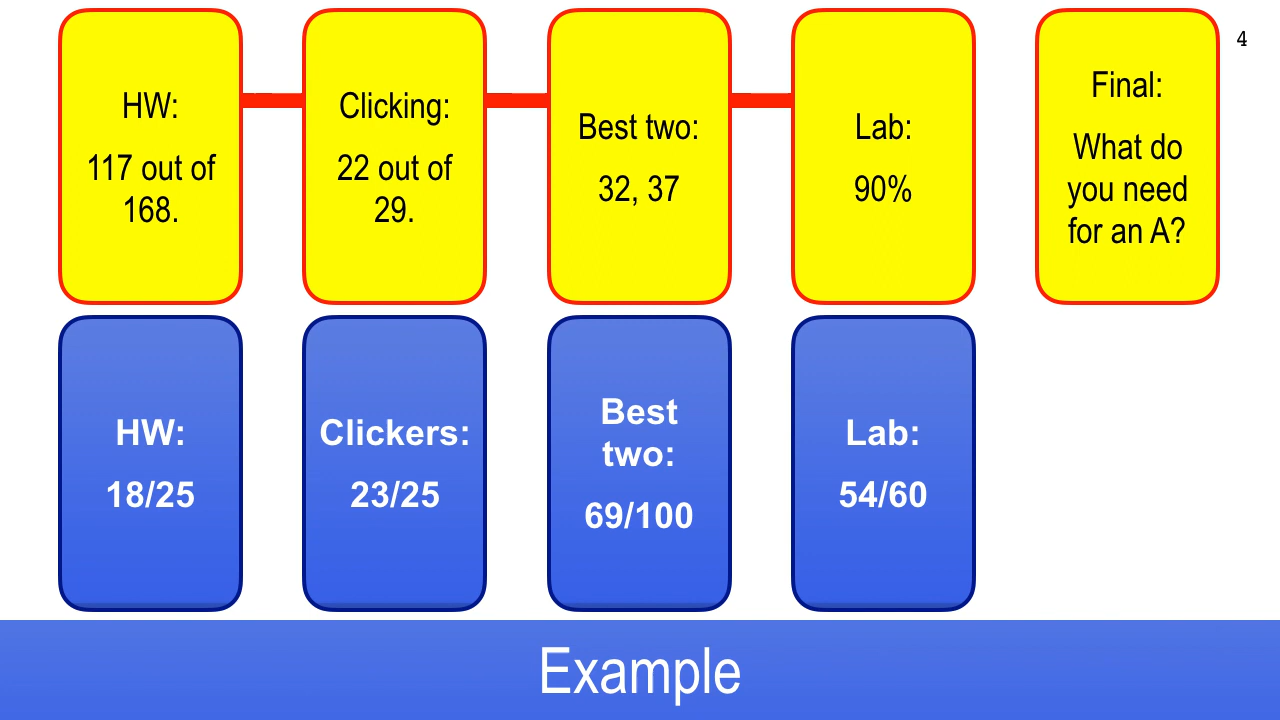 4
HW:
117 out of
168.
Clicking:
22 out of
29.
Best two:
32, 37
Lab:
90%
Final:
What do
you need
for an A?
HW:
18/25
Clickers:
23/25
Best
two:
69/100
Lab:
54/60
Example